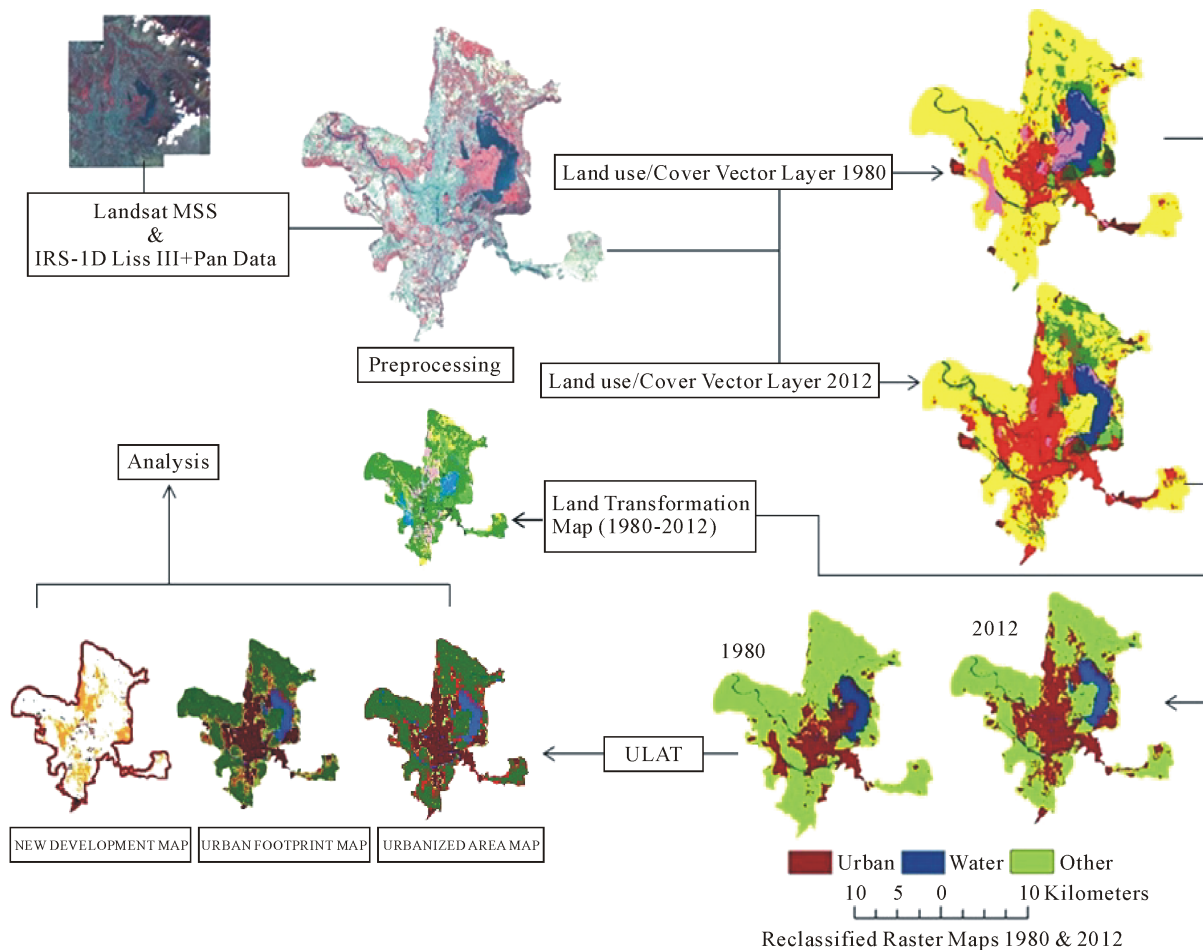 Landsat MSS
&
IRS-1D Liss III+Pan Data
Preprocessing
Land use/Cover Vector Layer 1980
Land use/Cover Vector Layer 2012
Analysis
Land Transformation
Map (1980-2012)
1980
2012
ULAT
NEW DEVELOPMENT MAP
URBAN FOOTPRINT MAP
URBANIZED AREA MAP
Urban Water Other
10 5 0 10 Kilometers
Reclassified Raster Maps 1980 & 2012